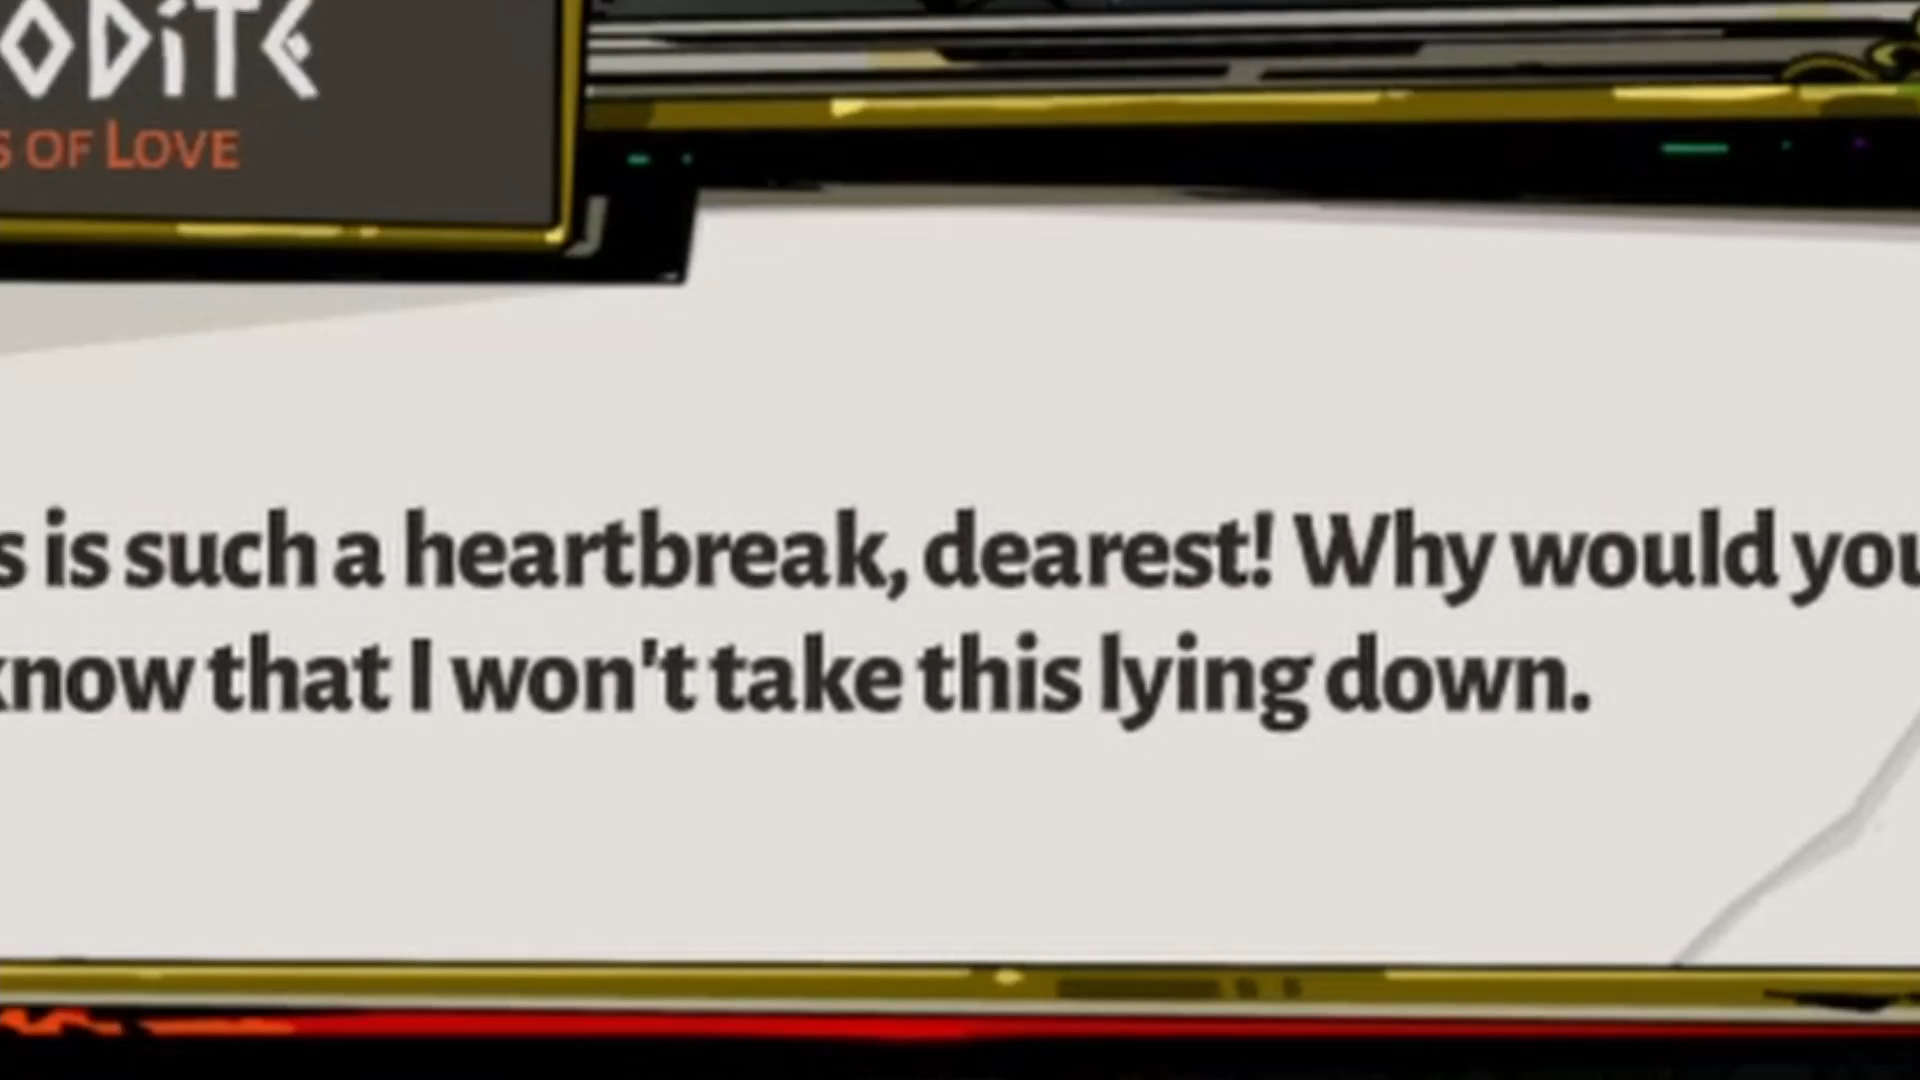 ODiTE
S OF LOVE
s is such a heartbreak, dearest! Why would you
know that I won't take this lying down.